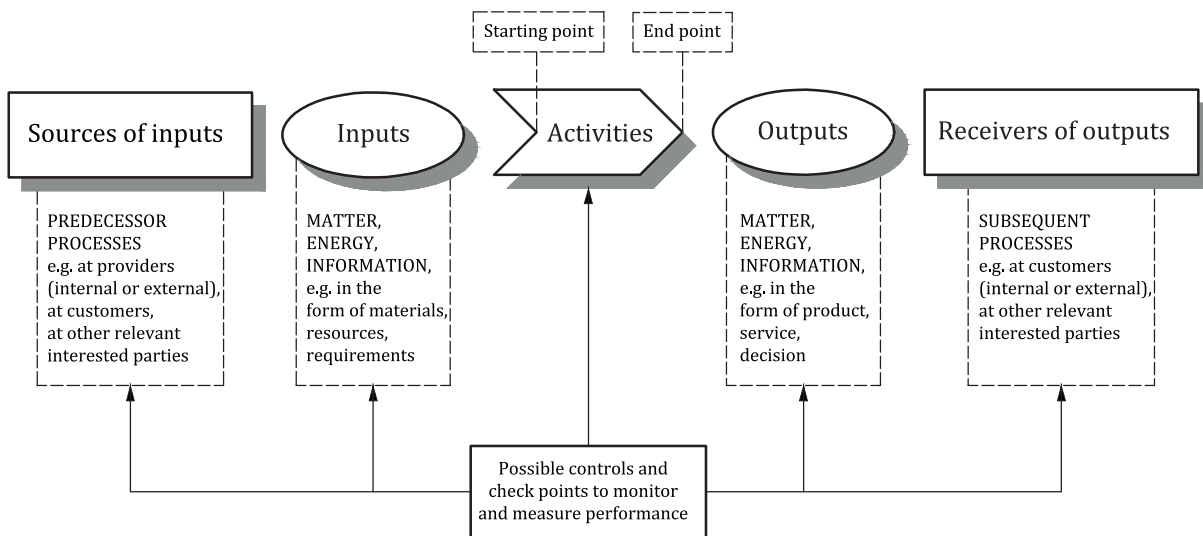 Starting point
End point
Sources of inputs
Inputs
Activities
Outputs
Receivers of outputs
PREDECESSOR
PROCESSES
e.g. at providers
(internal or external),
at customers,
at other relevant
interested parties
MATTER,
ENERGY,
INFORMATION,
e.g. in the
form of materials,
resources,
requirements
MATTER,
ENERGY,
INFORMATION,
e.g. in the
form of product,
service,
decision
SUBSEQUENT
PROCESSES
e.g. at customers
(internal or external),
at other relevant
interested parties
Possible controls and
check points to monitor
and measure performance